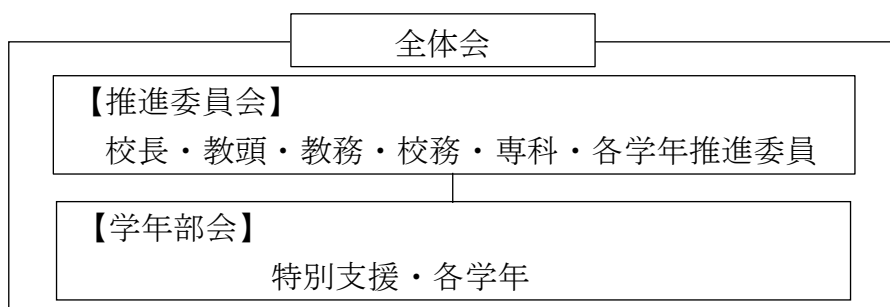 全体会
【推進委員会】
校長・教頭・教務・校務・専科・各学年推進委員
【学年部会】
特別支援・各学年